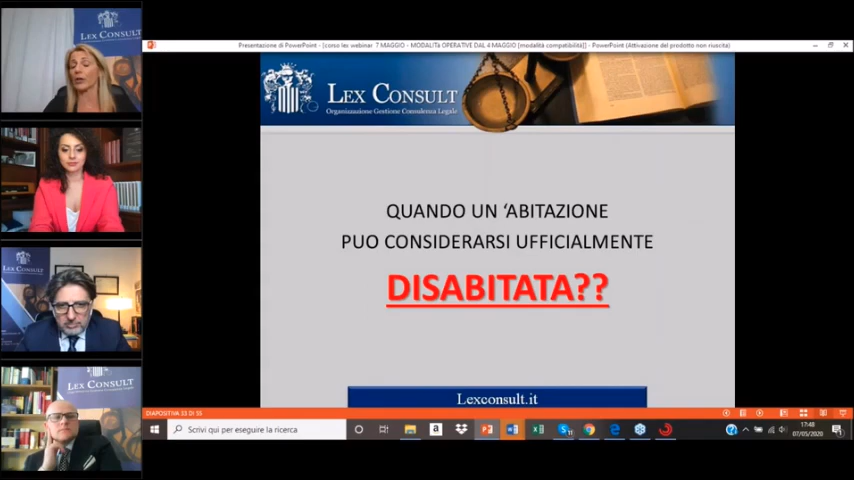 LEX CONSULT
Presentazione di PowerPoint - [corso lex webinar 7 MAGGIO - MODALITà OPERATIVE DAL 4 MAGGIO [modalità compatibilità]] - PowerPoint (Attivazione del prodotto non riuscita)
LEX CONSULT
Organizzazione Gestione Consulenza Legale
QUANDO UN ‘ABITAZIONE
PUO CONSIDERARSI UFFICIALMENTE
DISABITATA??
Lexconsult.it
LEX CONSULT
LEX CONSULT
DIAPOSITIVA 33 DI 55
Scrivi qui per eseguire la ricerca
17:48
07/05/2020